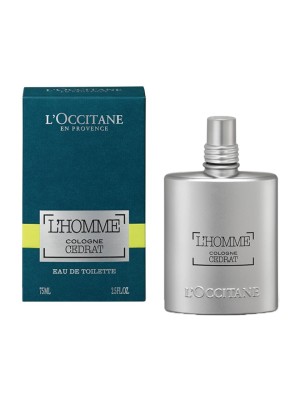 L'OCCITANE
EN PROVENCE
L'HOMME
COLOGNE
CEDRAT
EAU DE TOILETTE
75ML
2.5FL.OZ.
L'HOMME
COLOGNE
CEDRAT
L'OCCITANE